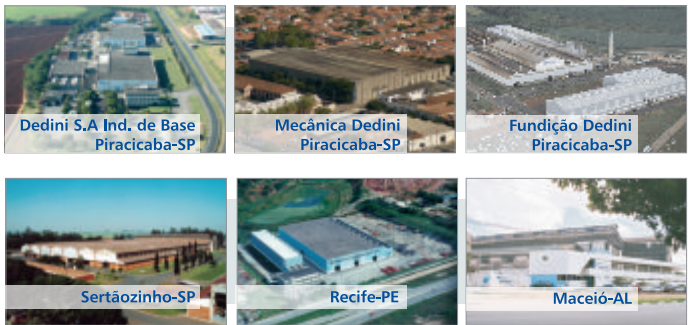 Dedini S.A Ind. de Base
Piracicaba-SP
Mecânica Dedini
Piracicaba-SP
Fundição Dedini
Piracicaba-SP
Sertãozinho-SP
Recife-PE
Maceió-AL